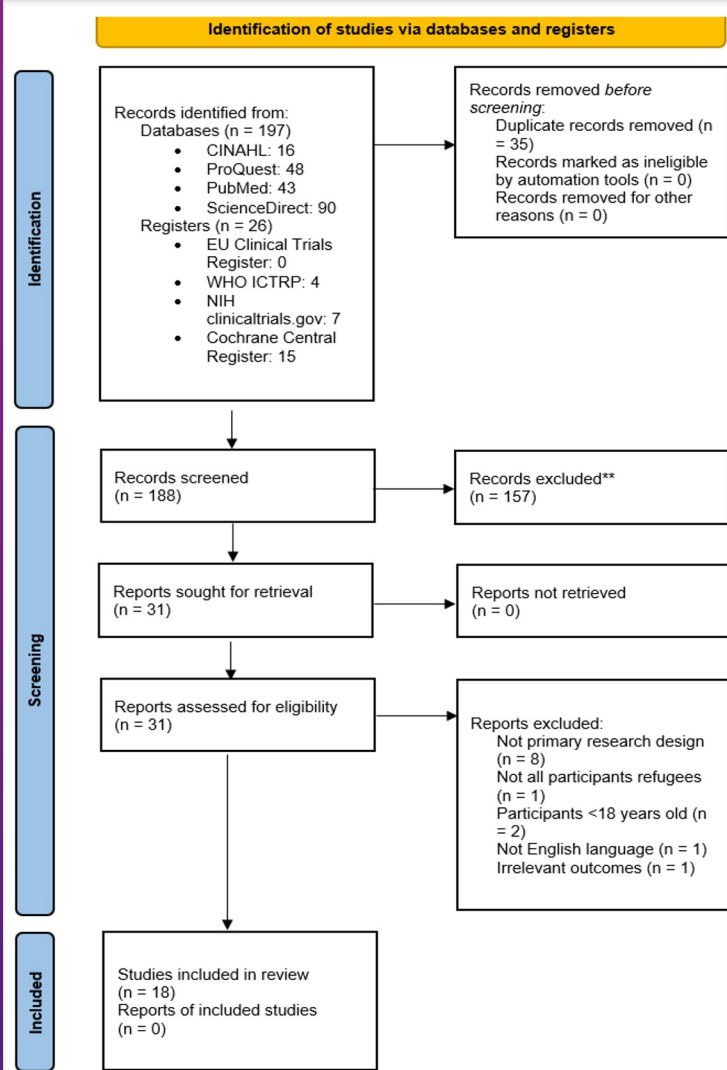 Identification of studies via databases and registers
Identification
Records identified from:
Databases (n = 197)
• CINAHL: 16
• ProQuest: 48
• PubMed: 43
• ScienceDirect: 90
Registers (n = 26)
• EU Clinical Trials
Register: 0
• WHO ICTRP: 4
• NIH
clinicaltrials.gov: 7
• Cochrane Central
Register: 15
Records removed before
screening:
Duplicate records removed (n
= 35)
Records marked as ineligible
by automation tools (n = 0)
Records removed for other
reasons (n = 0)
Screening
Records screened
(n = 188)
Records excluded**
(n = 157)
Reports sought for retrieval
(n = 31)
Reports not retrieved
(n = 0)
Reports assessed for eligibility
(n = 31)
Reports excluded:
Not primary research design
(n = 8)
Not all participants refugees
(n = 1)
Participants <18 years old (n
= 2)
Not English language (n = 1)
Irrelevant outcomes (n = 1)
Included
Studies included in review
(n = 18)
Reports of included studies
(n = 0)